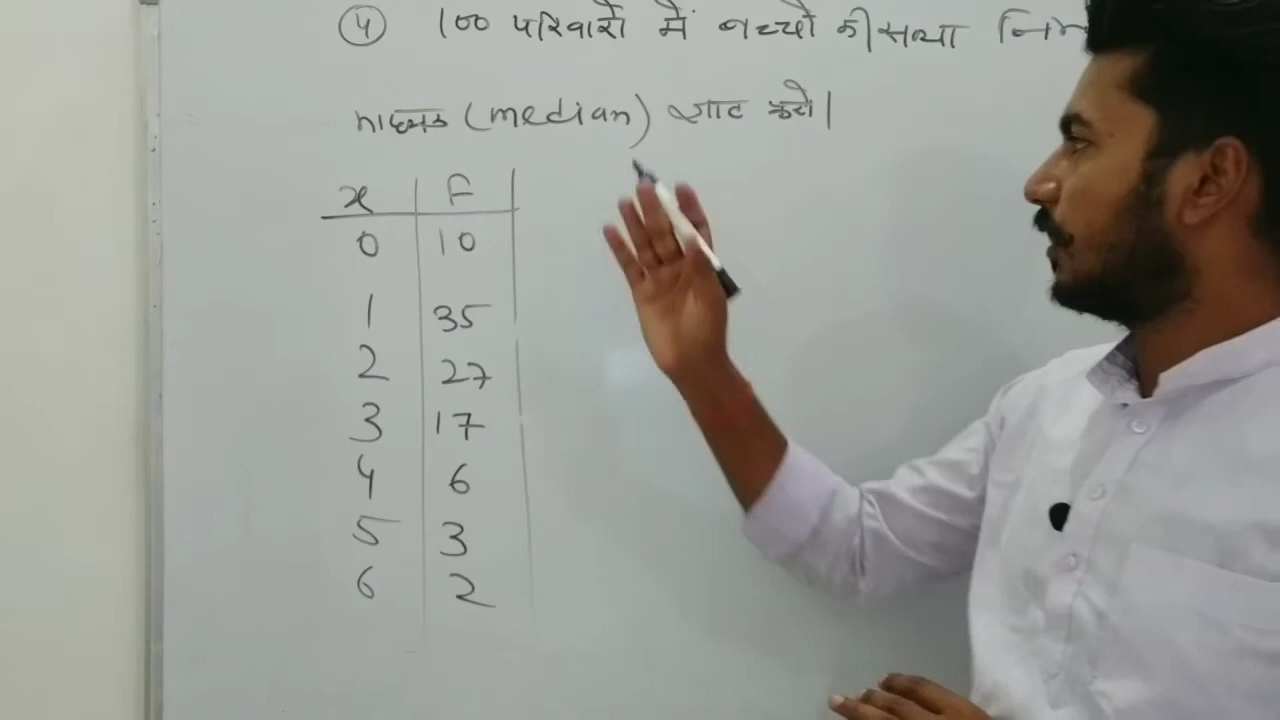 ④ 100 परिवारों में बच्चों की संख्या
माध्यक (median) ज्ञात करो।
x F
0 10
1 35
2 27
3 17
4 6
5 3
6 2